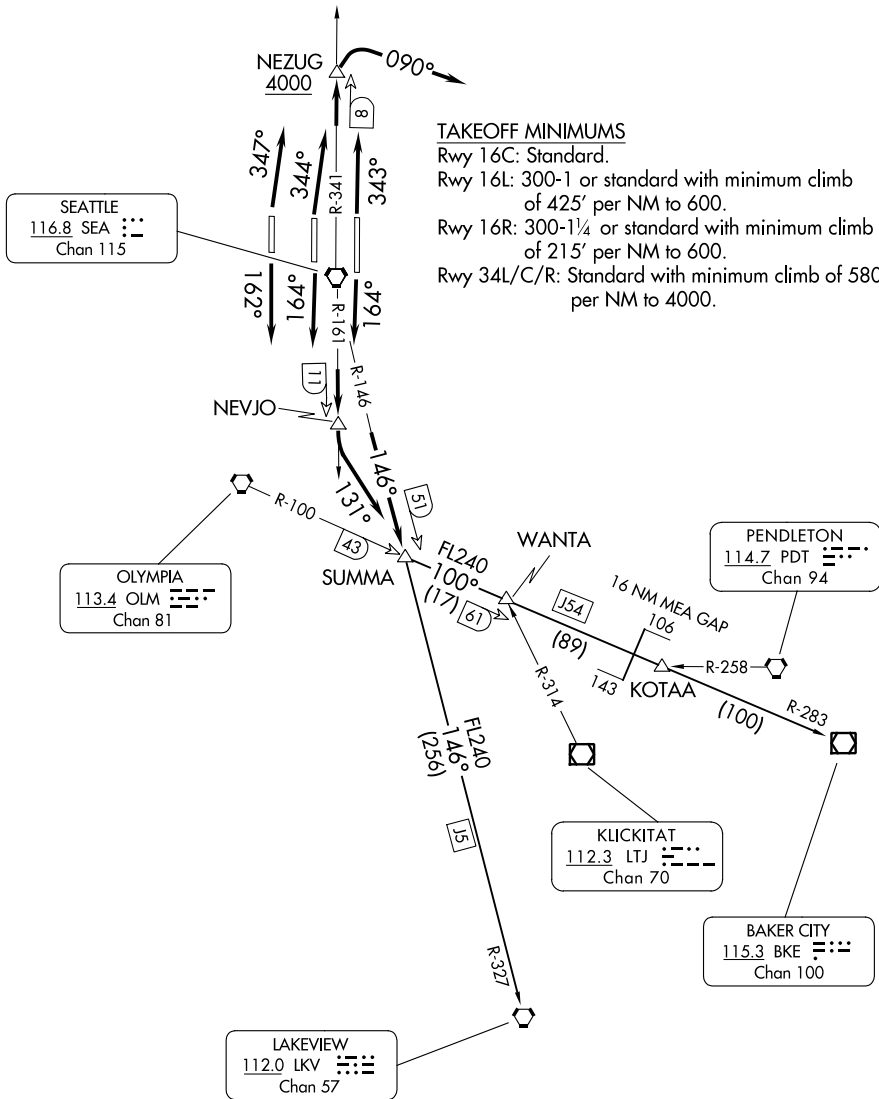 NEZUG
4000
090°
8
347°
344°
343°
R-341
TAKEOFF MINIMUMS
Rwy 16C: Standard.
Rwy 16L: 300-1 or standard with minimum climb
of 425' per NM to 600.
Rwy 16R: 300-1¼ or standard with minimum climb
of 215' per NM to 600.
Rwy 34L/C/R: Standard with minimum climb of 580
per NM to 4000.
SEATTLE
116.8 SEA
Chan 115
162°
164°
164°
R-161
11
R-146
NEVJO
146°
131°
51
R-100
43
SUMMA
OLYMPIA
113.4 OLM
Chan 81
FL240
100°
(17)
61
WANTA
J54
(89)
16 NM MEA GAP
106
143
KOTAA
R-258
PENDLETON
114.7 PDT
Chan 94
R-314
(100)
R-283
FL240
146°
(256)
J5
KLICKITAT
112.3 LTJ
Chan 70
BAKER CITY
115.3 BKE
Chan 100
R-327
LAKEVIEW
112.0 LKV
Chan 57